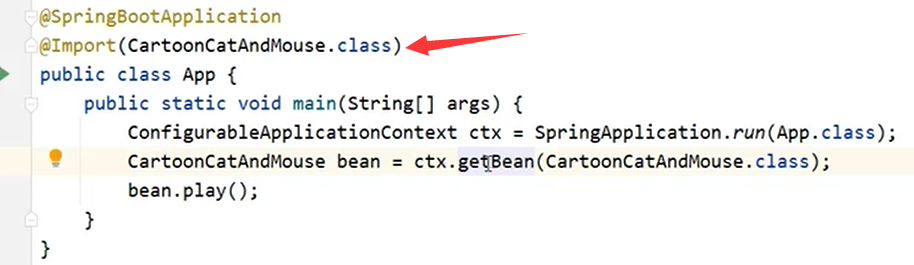 @SpringBootApplication
@Import(CartoonCatAndMouse.class)
public class App {
    public static void main(String[] args) {
        ConfigurableApplicationContext ctx = SpringApplication.run(App.class);
        CartoonCatAndMouse bean = ctx.getBean(CartoonCatAndMouse.class);
        bean.play();
    }
}